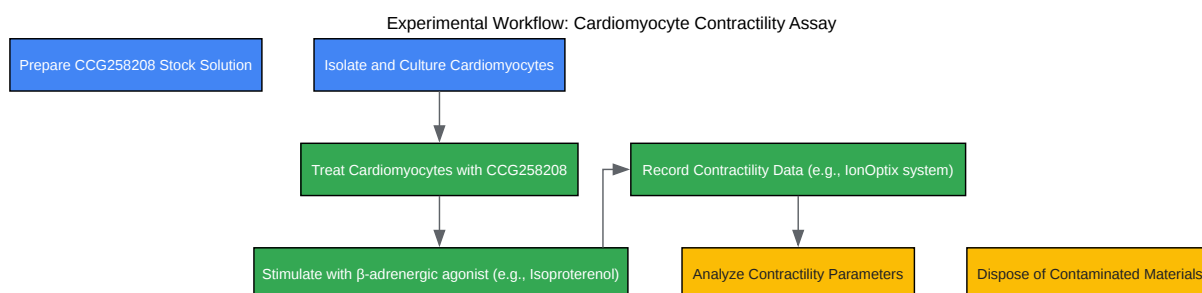 Experimental Workflow: Cardiomyocyte Contractility Assay
Prepare CCG258208 Stock Solution
Isolate and Culture Cardiomyocytes
Treat Cardiomyocytes with CCG258208
Record Contractility Data (e.g., IonOptix system)
Stimulate with β-adrenergic agonist (e.g., Isoproterenol)
Analyze Contractility Parameters
Dispose of Contaminated Materials